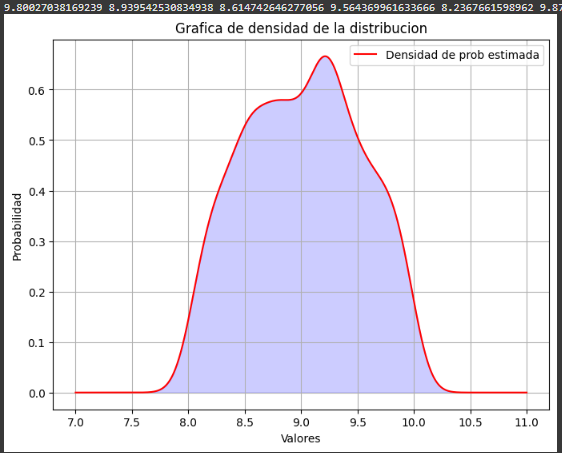 9.80027038169239 8.939542530834938 8.614742646277056 9.564369961633666 8.2367661598962 9.87
Grafica de densidad de la distribucion
Densidad de prob estimada
0.6
0.5
0.4
0.3
0.2
0.1
0.0
Probabilidad
7.0 7.5 8.0 8.5 9.0 9.5 10.0 10.5 11.0
Valores